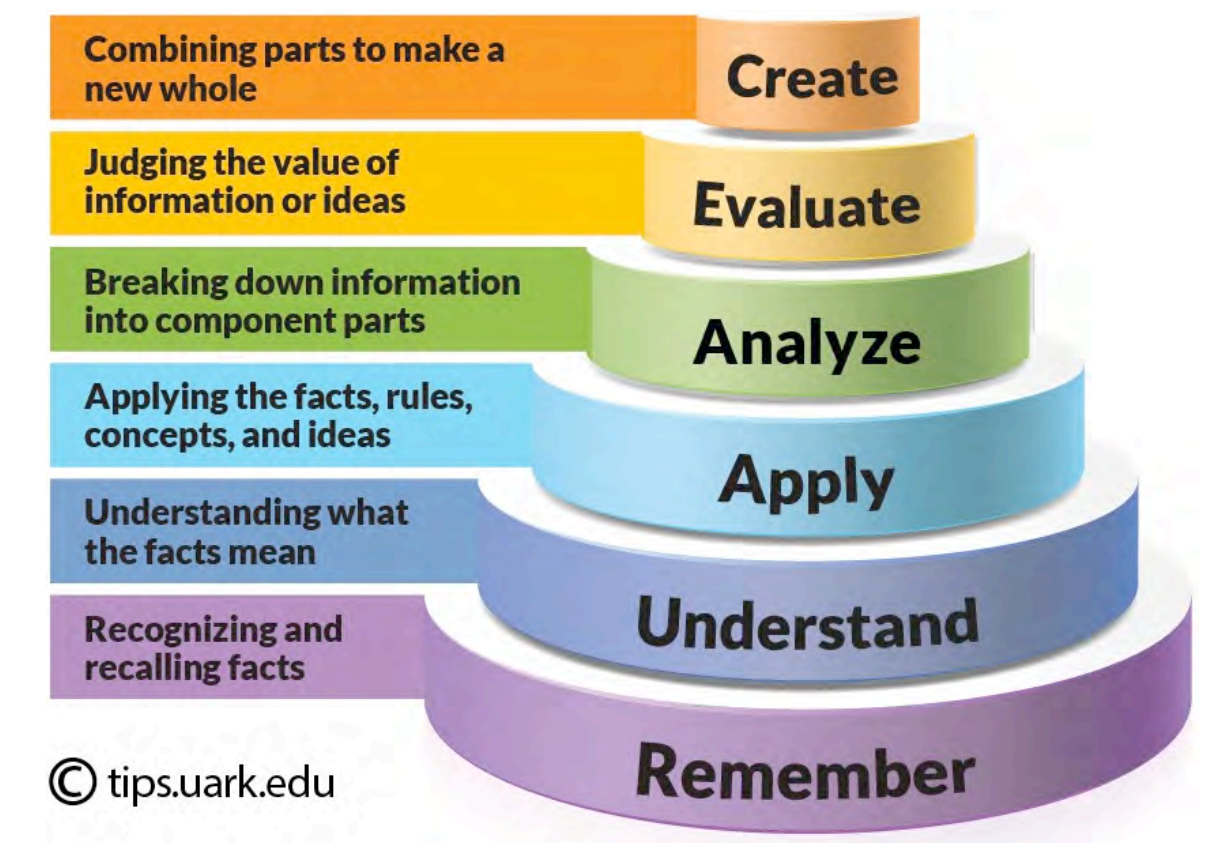 Combining parts to make a
new whole
Create
Judging the value of
information or ideas
Evaluate
Breaking down information
into component parts
Analyze
Applying the facts, rules,
concepts, and ideas
Apply
Understanding what
the facts mean
Understand
Recognizing and
recalling facts
Remember
© tips.uark.edu